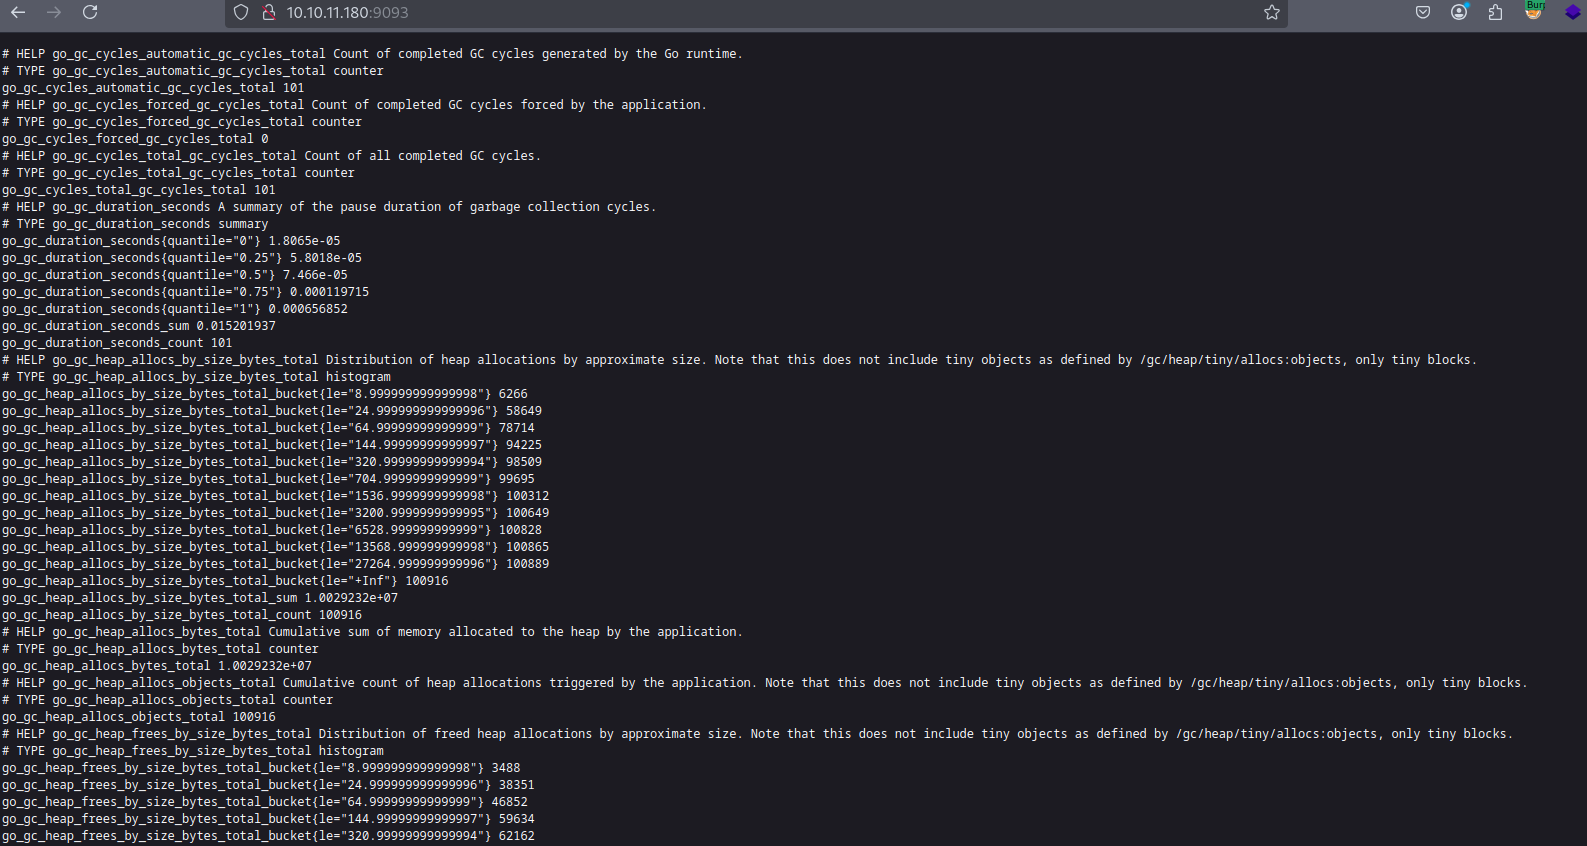 10.10.11.180:9093
Burp
# HELP go_gc_cycles_automatic_gc_cycles_total Count of completed GC cycles generated by the Go runtime.
# TYPE go_gc_cycles_automatic_gc_cycles_total counter
go_gc_cycles_automatic_gc_cycles_total 101
# HELP go_gc_cycles_forced_gc_cycles_total Count of completed GC cycles forced by the application.
# TYPE go_gc_cycles_forced_gc_cycles_total counter
go_gc_cycles_forced_gc_cycles_total 0
# HELP go_gc_cycles_total_gc_cycles_total Count of all completed GC cycles.
# TYPE go_gc_cycles_total_gc_cycles_total counter
go_gc_cycles_total_gc_cycles_total 101
# HELP go_gc_duration_seconds A summary of the pause duration of garbage collection cycles.
# TYPE go_gc_duration_seconds summary
go_gc_duration_seconds{quantile="0"} 1.8065e-05
go_gc_duration_seconds{quantile="0.25"} 5.8018e-05
go_gc_duration_seconds{quantile="0.5"} 7.466e-05
go_gc_duration_seconds{quantile="0.75"} 0.000119715
go_gc_duration_seconds{quantile="1"} 0.000656852
go_gc_duration_seconds_sum 0.015201937
go_gc_duration_seconds_count 101
# HELP go_gc_heap_allocs_by_size_bytes_total Distribution of heap allocations by approximate size. Note that this does not include tiny objects as defined by /gc/heap/tiny/allocs:objects, only tiny blocks.
# TYPE go_gc_heap_allocs_by_size_bytes_total histogram
go_gc_heap_allocs_by_size_bytes_total_bucket{le="8.999999999999998"} 6266
go_gc_heap_allocs_by_size_bytes_total_bucket{le="24.999999999999996"} 58649
go_gc_heap_allocs_by_size_bytes_total_bucket{le="64.99999999999999"} 78714
go_gc_heap_allocs_by_size_bytes_total_bucket{le="144.99999999999997"} 94225
go_gc_heap_allocs_by_size_bytes_total_bucket{le="320.99999999999994"} 98509
go_gc_heap_allocs_by_size_bytes_total_bucket{le="704.9999999999999"} 99695
go_gc_heap_allocs_by_size_bytes_total_bucket{le="1536.9999999999998"} 100312
go_gc_heap_allocs_by_size_bytes_total_bucket{le="3200.9999999999995"} 100649
go_gc_heap_allocs_by_size_bytes_total_bucket{le="6528.999999999999"} 100828
go_gc_heap_allocs_by_size_bytes_total_bucket{le="13568.999999999998"} 100865
go_gc_heap_allocs_by_size_bytes_total_bucket{le="27264.999999999996"} 100889
go_gc_heap_allocs_by_size_bytes_total_bucket{le="+Inf"} 100916
go_gc_heap_allocs_by_size_bytes_total_sum 1.0029232e+07
go_gc_heap_allocs_by_size_bytes_total_count 100916
# HELP go_gc_heap_allocs_bytes_total Cumulative sum of memory allocated to the heap by the application.
# TYPE go_gc_heap_allocs_bytes_total counter
go_gc_heap_allocs_bytes_total 1.0029232e+07
# HELP go_gc_heap_allocs_objects_total Cumulative count of heap allocations triggered by the application. Note that this does not include tiny objects as defined by /gc/heap/tiny/allocs:objects, only tiny blocks.
# TYPE go_gc_heap_allocs_objects_total counter
go_gc_heap_allocs_objects_total 100916
# HELP go_gc_heap_frees_by_size_bytes_total Distribution of freed heap allocations by approximate size. Note that this does not include tiny objects as defined by /gc/heap/tiny/allocs:objects, only tiny blocks.
# TYPE go_gc_heap_frees_by_size_bytes_total histogram
go_gc_heap_frees_by_size_bytes_total_bucket{le="8.999999999999998"} 3488
go_gc_heap_frees_by_size_bytes_total_bucket{le="24.999999999999996"} 38351
go_gc_heap_frees_by_size_bytes_total_bucket{le="64.99999999999999"} 46852
go_gc_heap_frees_by_size_bytes_total_bucket{le="144.99999999999997"} 59634
go_gc_heap_frees_by_size_bytes_total_bucket{le="320.99999999999994"} 62162